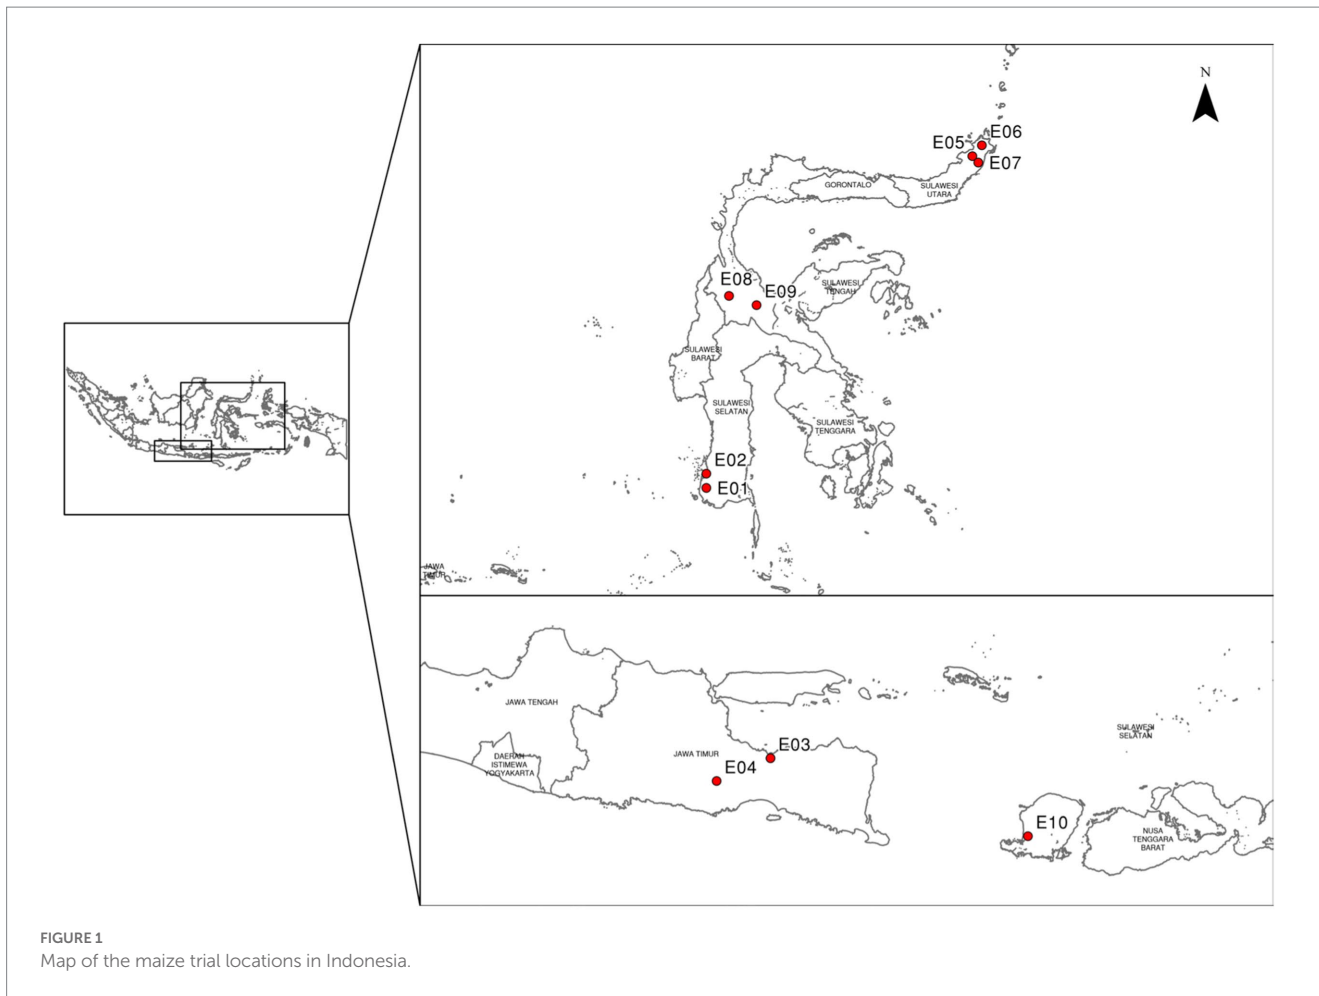 N
E06
E05
E07
GORONTALO
SULAWESI
UTARA
E08
E09
SULAWESI
TENGAH
SULAWESI
BARAT
SULAWESI
SELATAN
SULAWESI
TENGGARA
E02
E01
JAWA
TIMUR
JAWA TENGAH
SULAWESI
SELATAN
DAERAH
ISTIMEWA
YOGYAKARTA
JAWA TIMUR
E03
E04
E10
NUSA
TENGGARA
BARAT
FIGURE 1
Map of the maize trial locations in Indonesia.